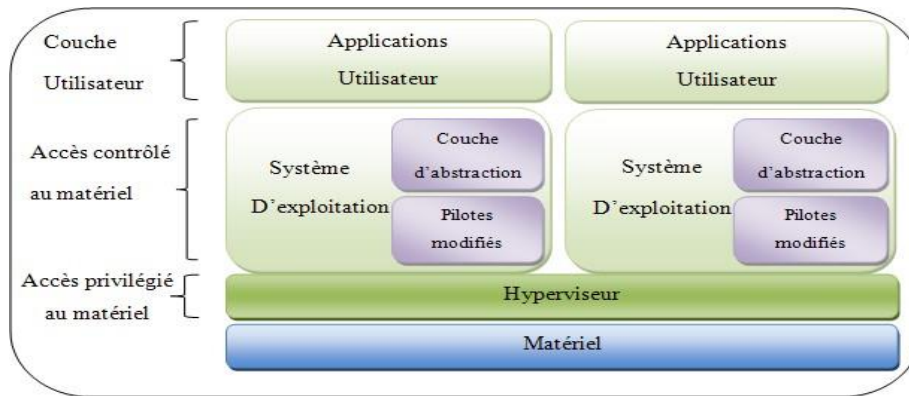 Couche
Utilisateur
Applications
Utilisateur
Applications
Utilisateur
Accès contrôlé
au matériel
Système
D'exploitation
Couche
d'abstraction
Pilotes
modifiés
Système
D'exploitation
Couche
d'abstraction
Pilotes
modifiés
Accès privilégié
au matériel
Hyperviseur
Matériel